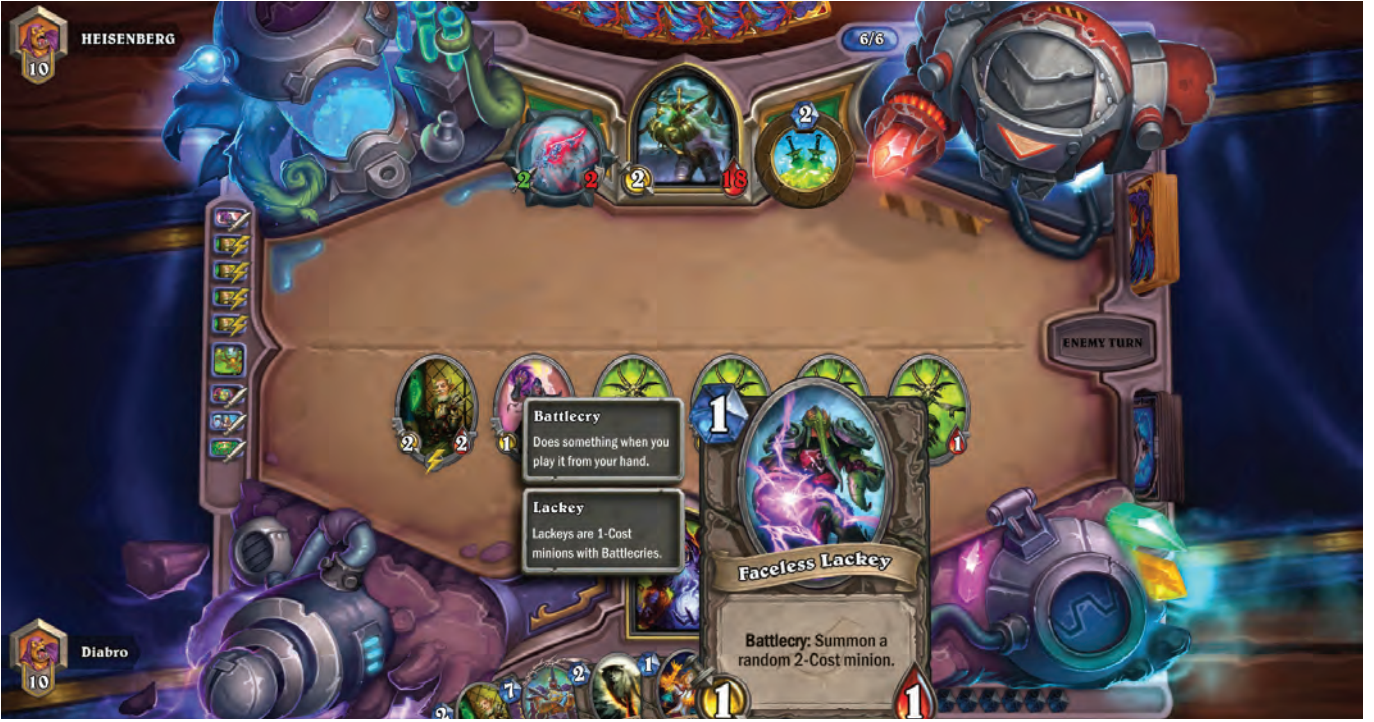 HEISENBERG
10
6/6
2
2
2
2
18
ENEMY TURN
2
2
1
1
Battlecry
Does something when you
play it from your hand.
Lackey
Lackeys are 1-Cost
minions with Battlecries.
1
Faceless Lackey
Battlecry: Summon a
random 2-Cost minion.
1
1
Diabro
10
2
7
2
1